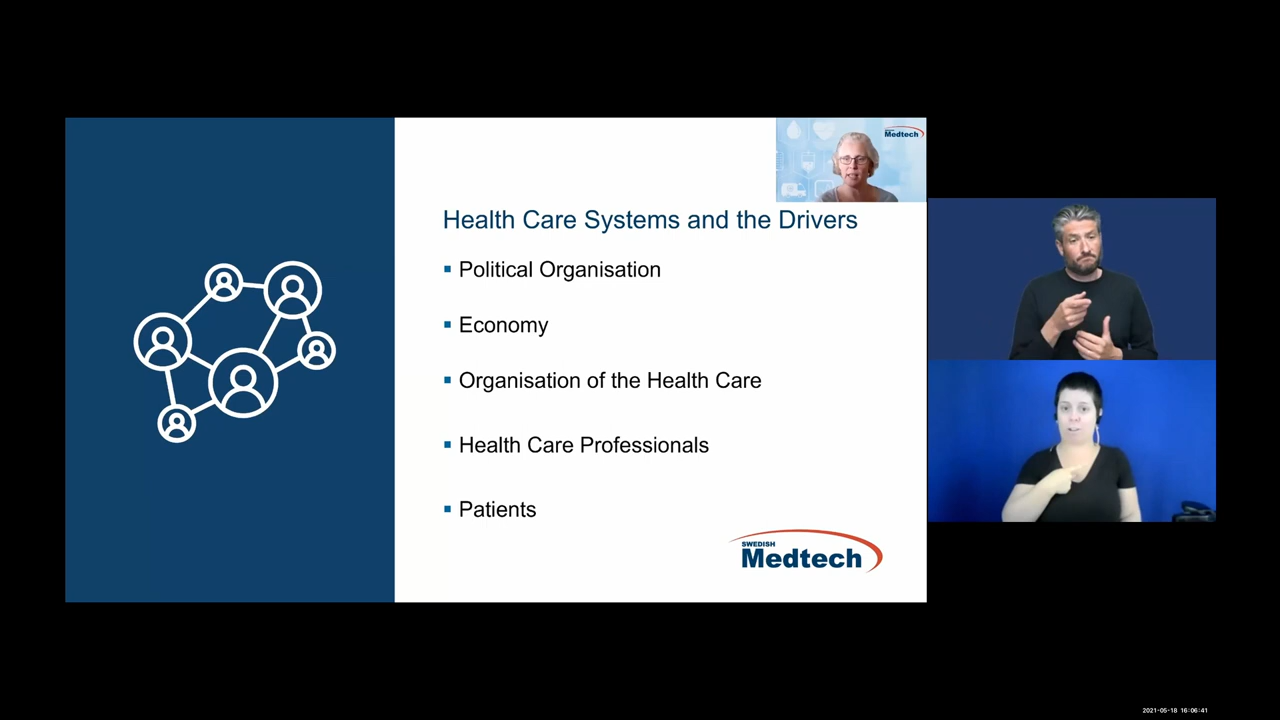 Medtech
Health Care Systems and the Drivers
Political Organisation
Economy
Organisation of the Health Care
Health Care Professionals
Patients
SWEDISH
Medtech
2021-05-18 16:06:41